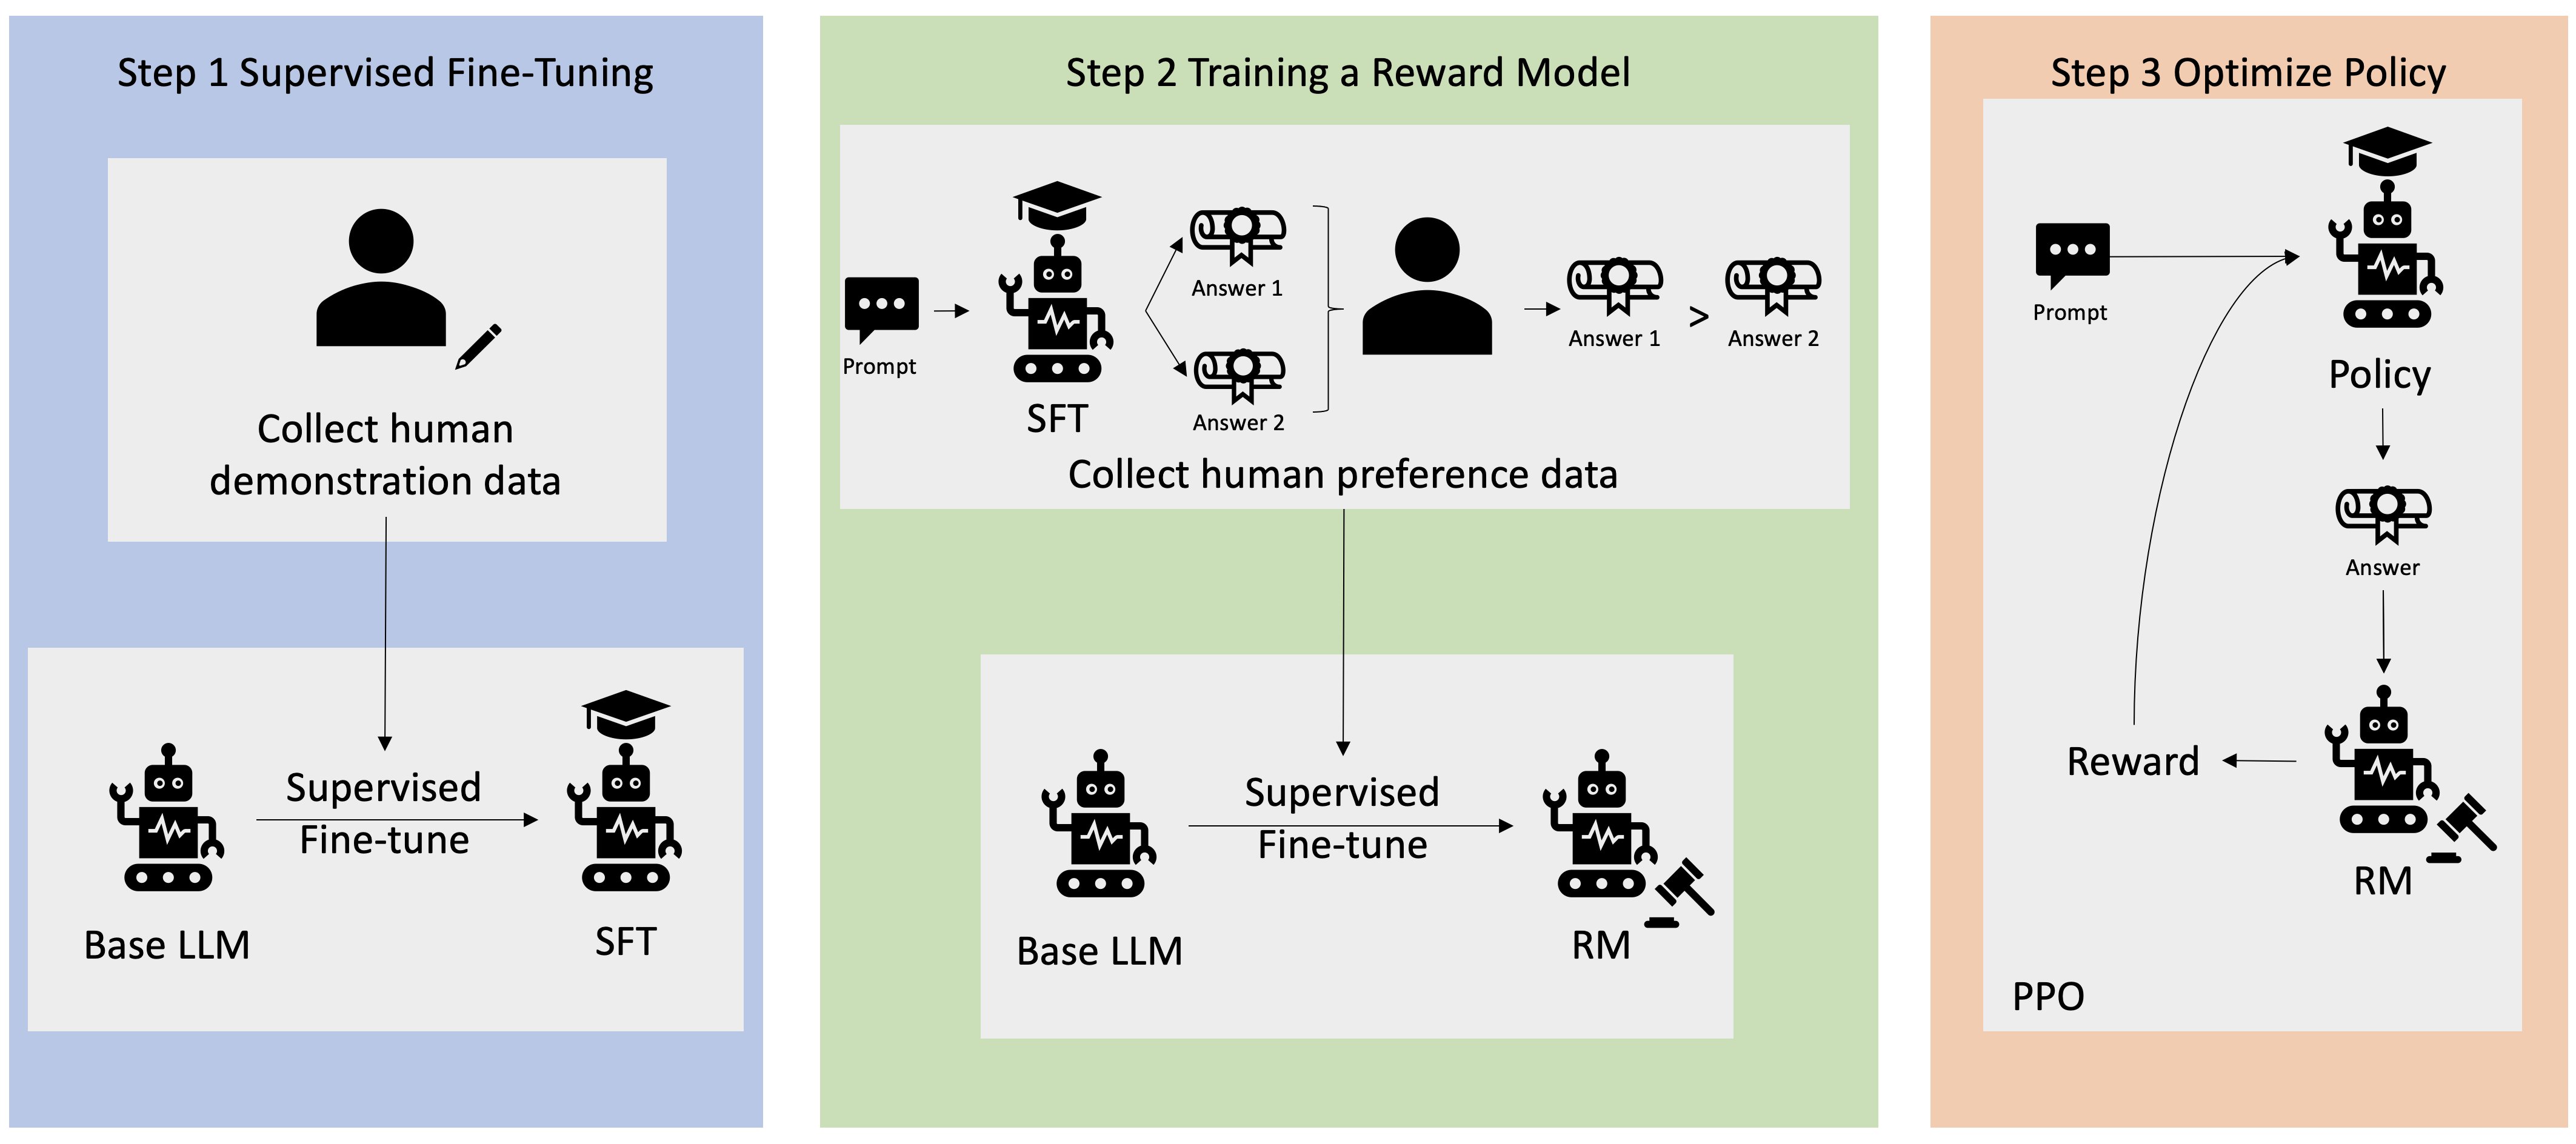 Step 1 Supervised Fine-Tuning
Collect human
demonstration data
Supervised
Fine-tune
Base LLM
SFT
Step 2 Training a Reward Model
Prompt
SFT
Answer 1
Answer 2
Answer 1
>
Answer 2
Collect human preference data
Supervised
Fine-tune
Base LLM
RM
Step 3 Optimize Policy
Prompt
Policy
Answer
Reward
RM
PPO